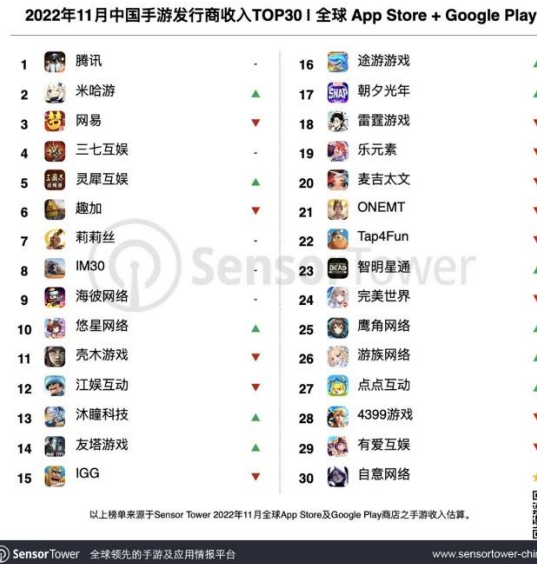 2022年11月中国手游发行商收入TOP30 | 全球 App Store + Google Play
1 腾讯 -
2 米哈游 ▲
3 网易 ▼
4 三七互娱 -
5 灵犀互娱 ▲
6 趣加 ▼
7 莉莉丝 -
8 IM30 -
9 海彼网络 -
10 悠星网络 ▲
11 壳木游戏 ▼
12 江娱互动 ▼
13 沐瞳科技 ▲
14 友塔游戏 ▲
15 IGG ▼
16 途游游戏
17 朝夕光年
18 雷霆游戏
19 乐元素
20 麦吉太文
21 ONEMT
22 Tap4Fun
23 智明星通
24 完美世界
25 鹰角网络
26 游族网络
27 点点互动
28 4399游戏
29 有爱互娱
30 自意网络
SensorTower
以上榜单来源于Sensor Tower 2022年11月全球App Store及Google Play商店之手游收入估算。
SensorTower 全球领先的手游及应用情报平台
www.sensortower-chin